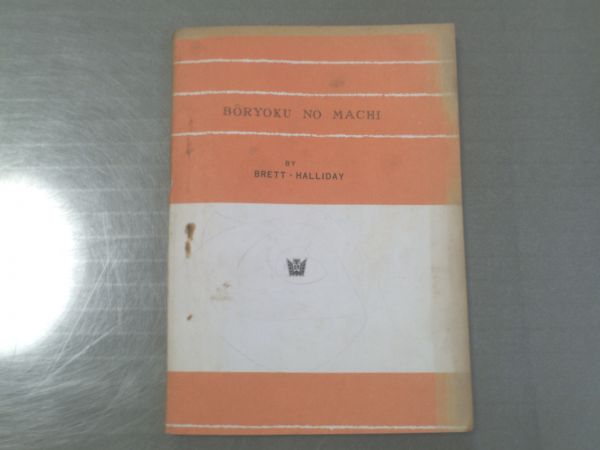 BŌRYOKU NO MACHI
BY
BRETT · HALLIDAY